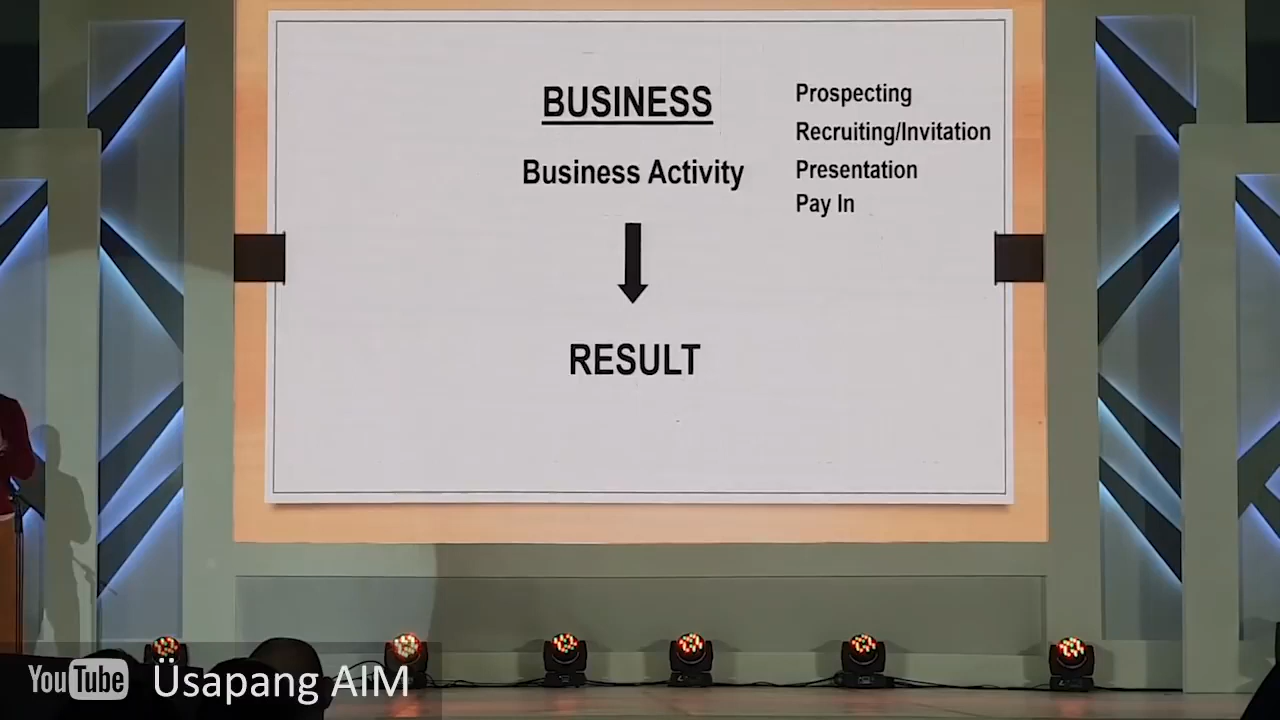 BUSINESS
Business Activity
RESULT
Prospecting
Recruiting/Invitation
Presentation
Pay In
YouTube Üsapang AIM